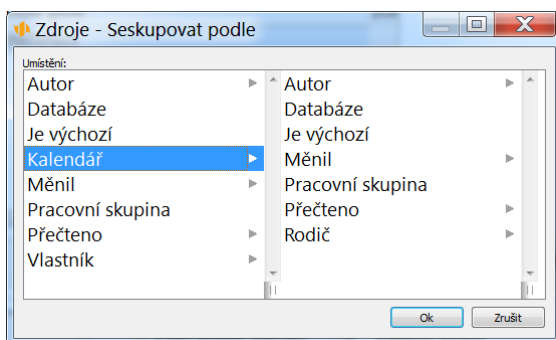 Zdroje - Seskupovat podle
Umístění:
Autor
Databáze
Je výchozí
Kalendář
Měnil
Pracovní skupina
Přečteno
Vlastník
Autor
Databáze
Je výchozí
Měnil
Pracovní skupina
Přečteno
Rodič
Ok
Zrušit